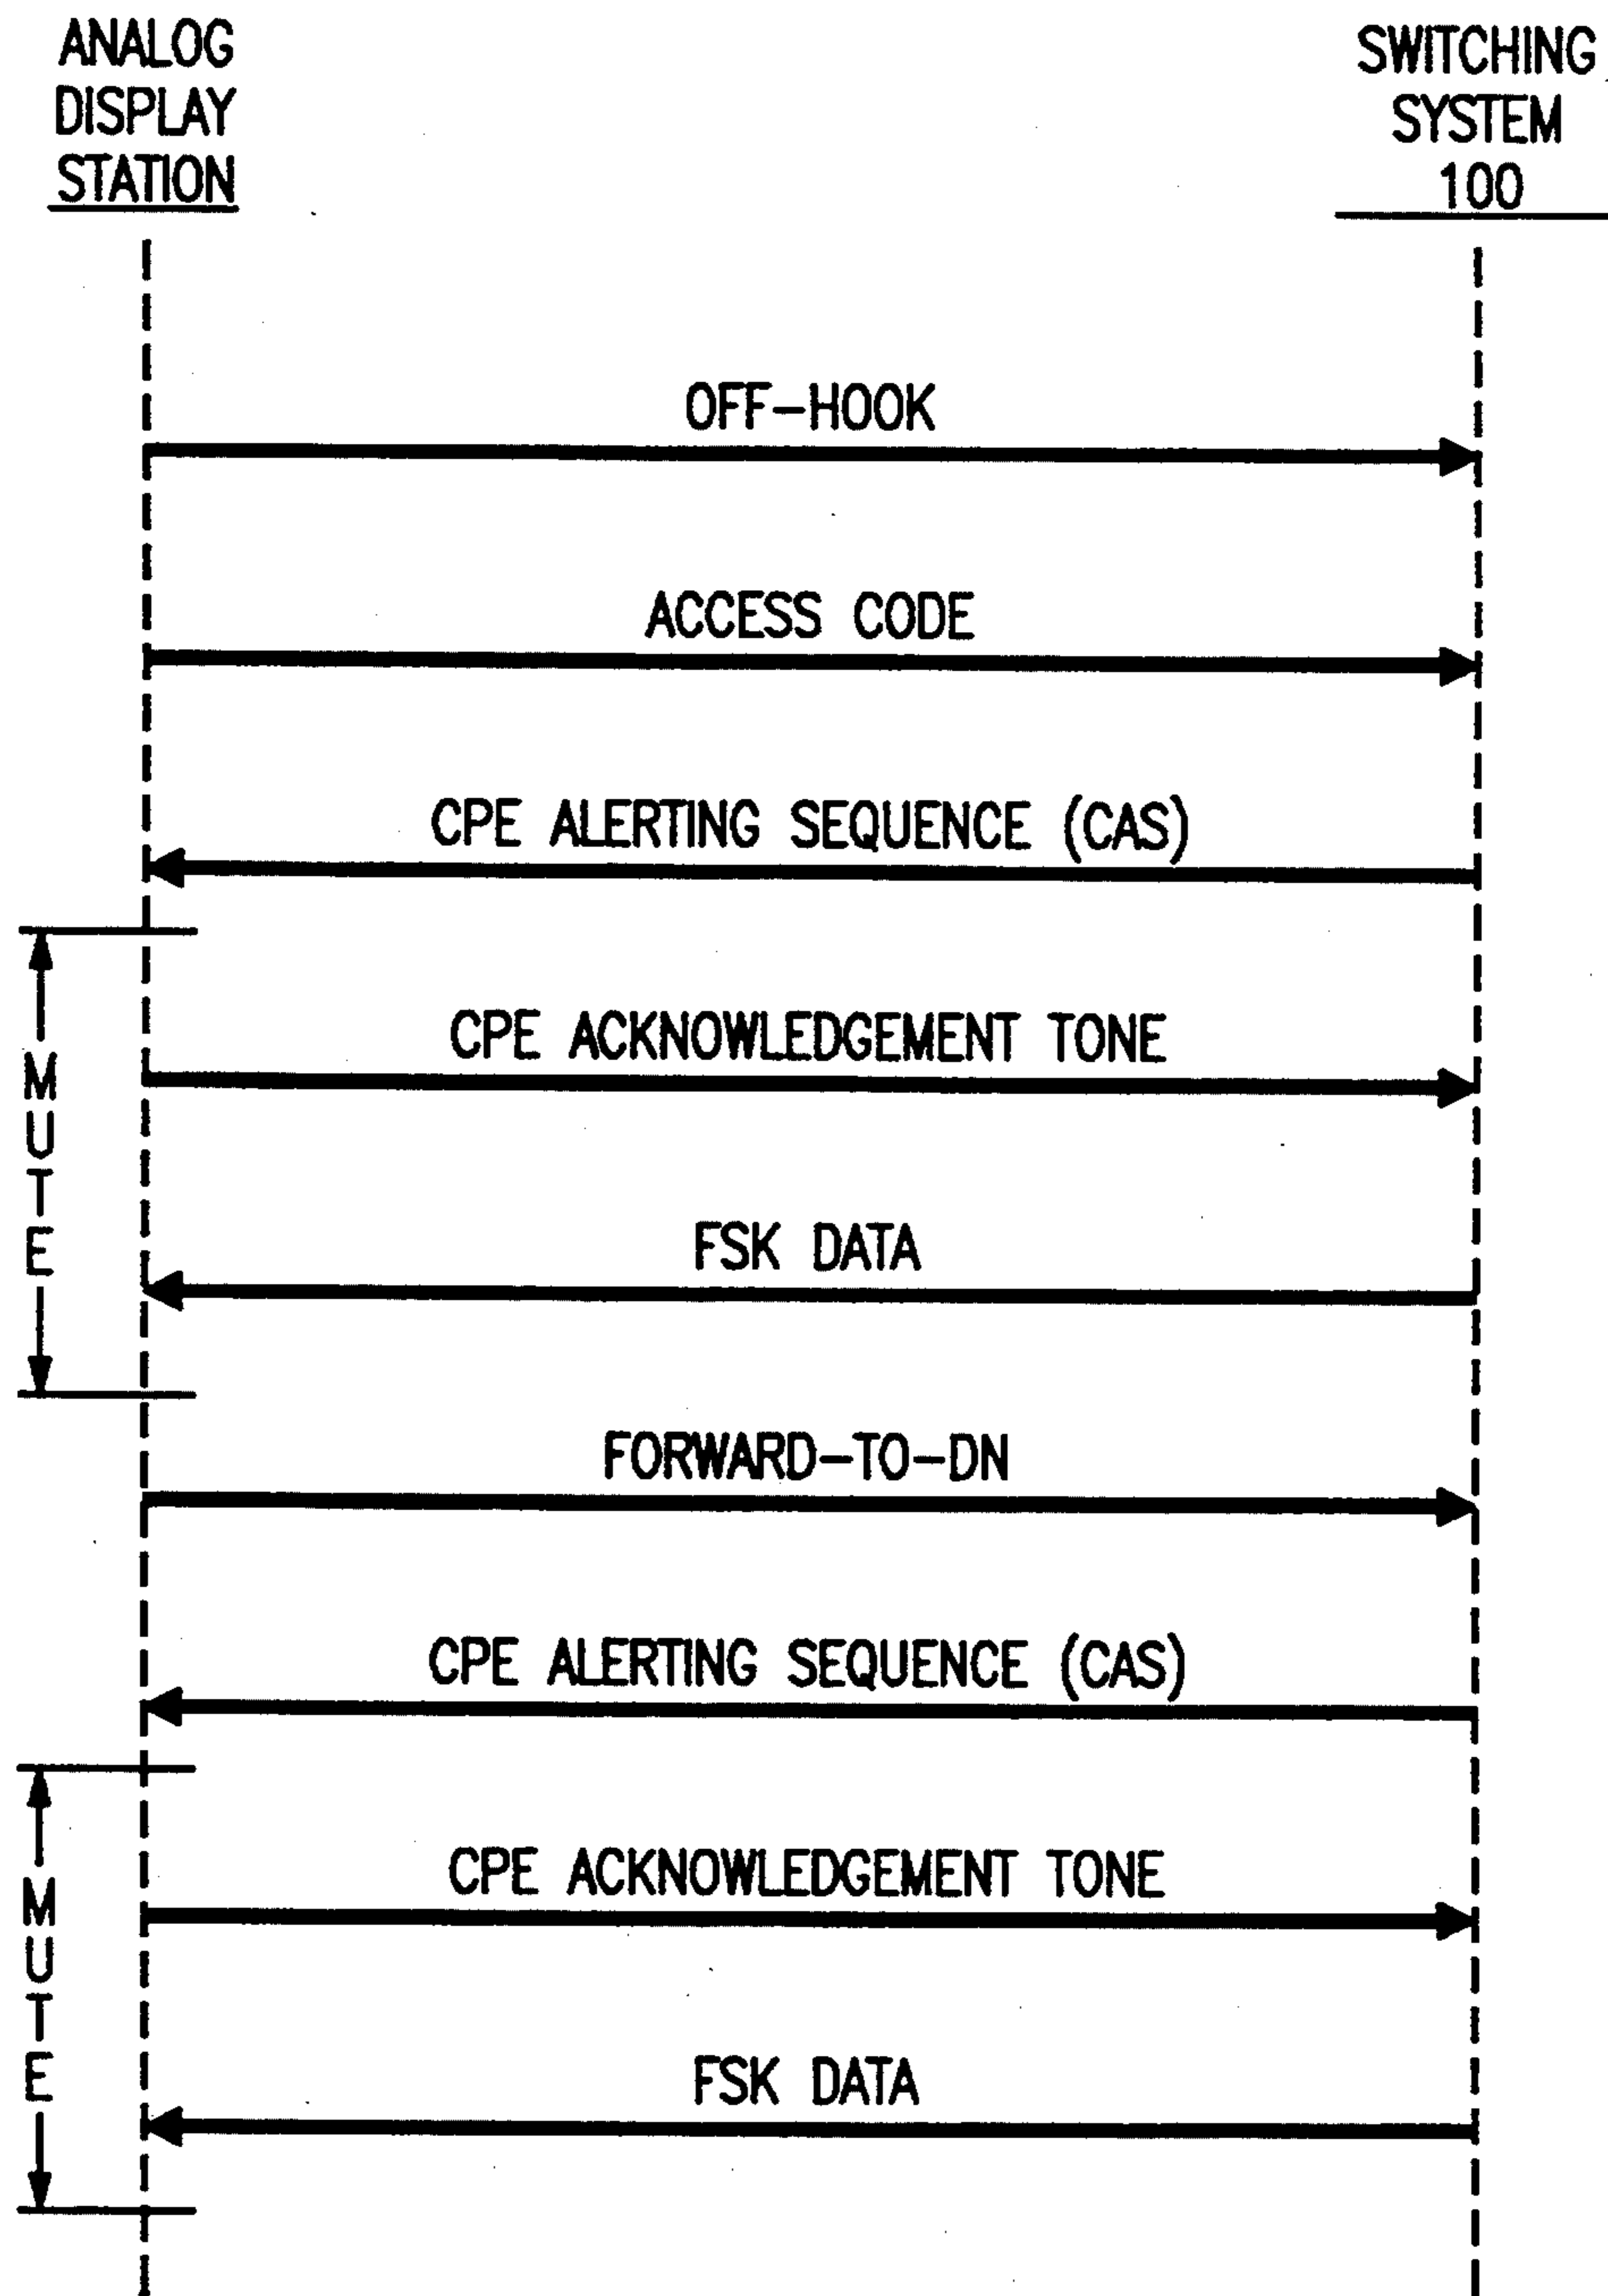 ANALOG
DISPLAY
STATION
SWITCHING
SYSTEM
100
OFF-HOOK
ACCESS CODE
CPE ALERTING SEQUENCE (CAS)
MUTE
CPE ACKNOWLEDGEMENT TONE
FSK DATA
FORWARD-TO-DN
CPE ALERTING SEQUENCE (CAS)
MUTE
CPE ACKNOWLEDGEMENT TONE
FSK DATA